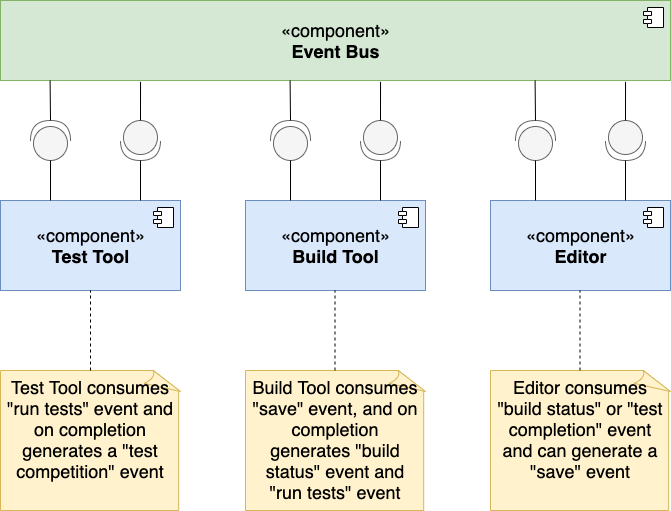 «component»
Event Bus
«component»
Test Tool
«component»
Build Tool
«component»
Editor
Test Tool consumes
"run tests" event and
on completion
generates a "test
competition" event
Build Tool consumes
"save" event, and on
completion
generates "build
status" event and
"run tests" event
Editor consumes
"build status" or "test
completion" event
and can generate a
"save" event